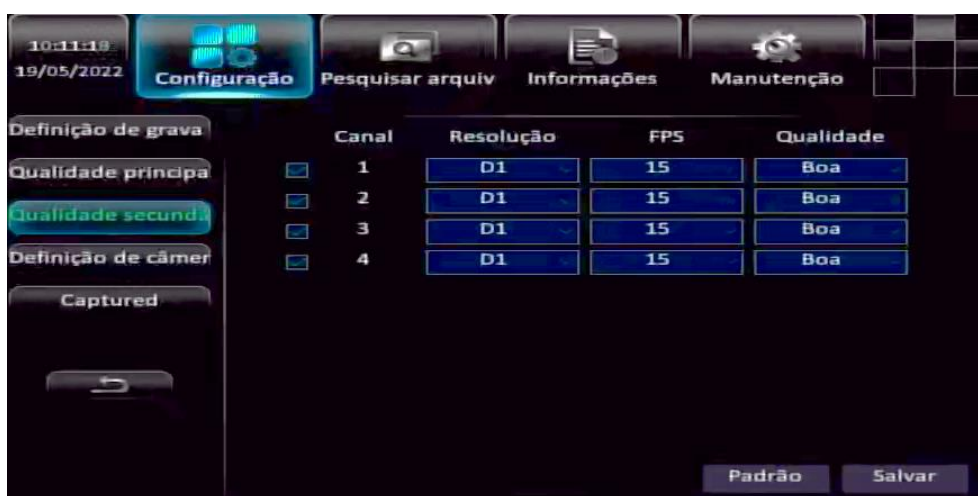 10:11:18
19/05/2022
Configuração
Pesquisar arquiv
Informações
Manutenção
Definição de grava
Qualidade principa
Qualidade secundá
Definição de câmer
Captured
Canal Resolução FPS Qualidade
1 D1 15 Boa
2 D1 15 Boa
3 D1 15 Boa
4 D1 15 Boa
Padrão Salvar